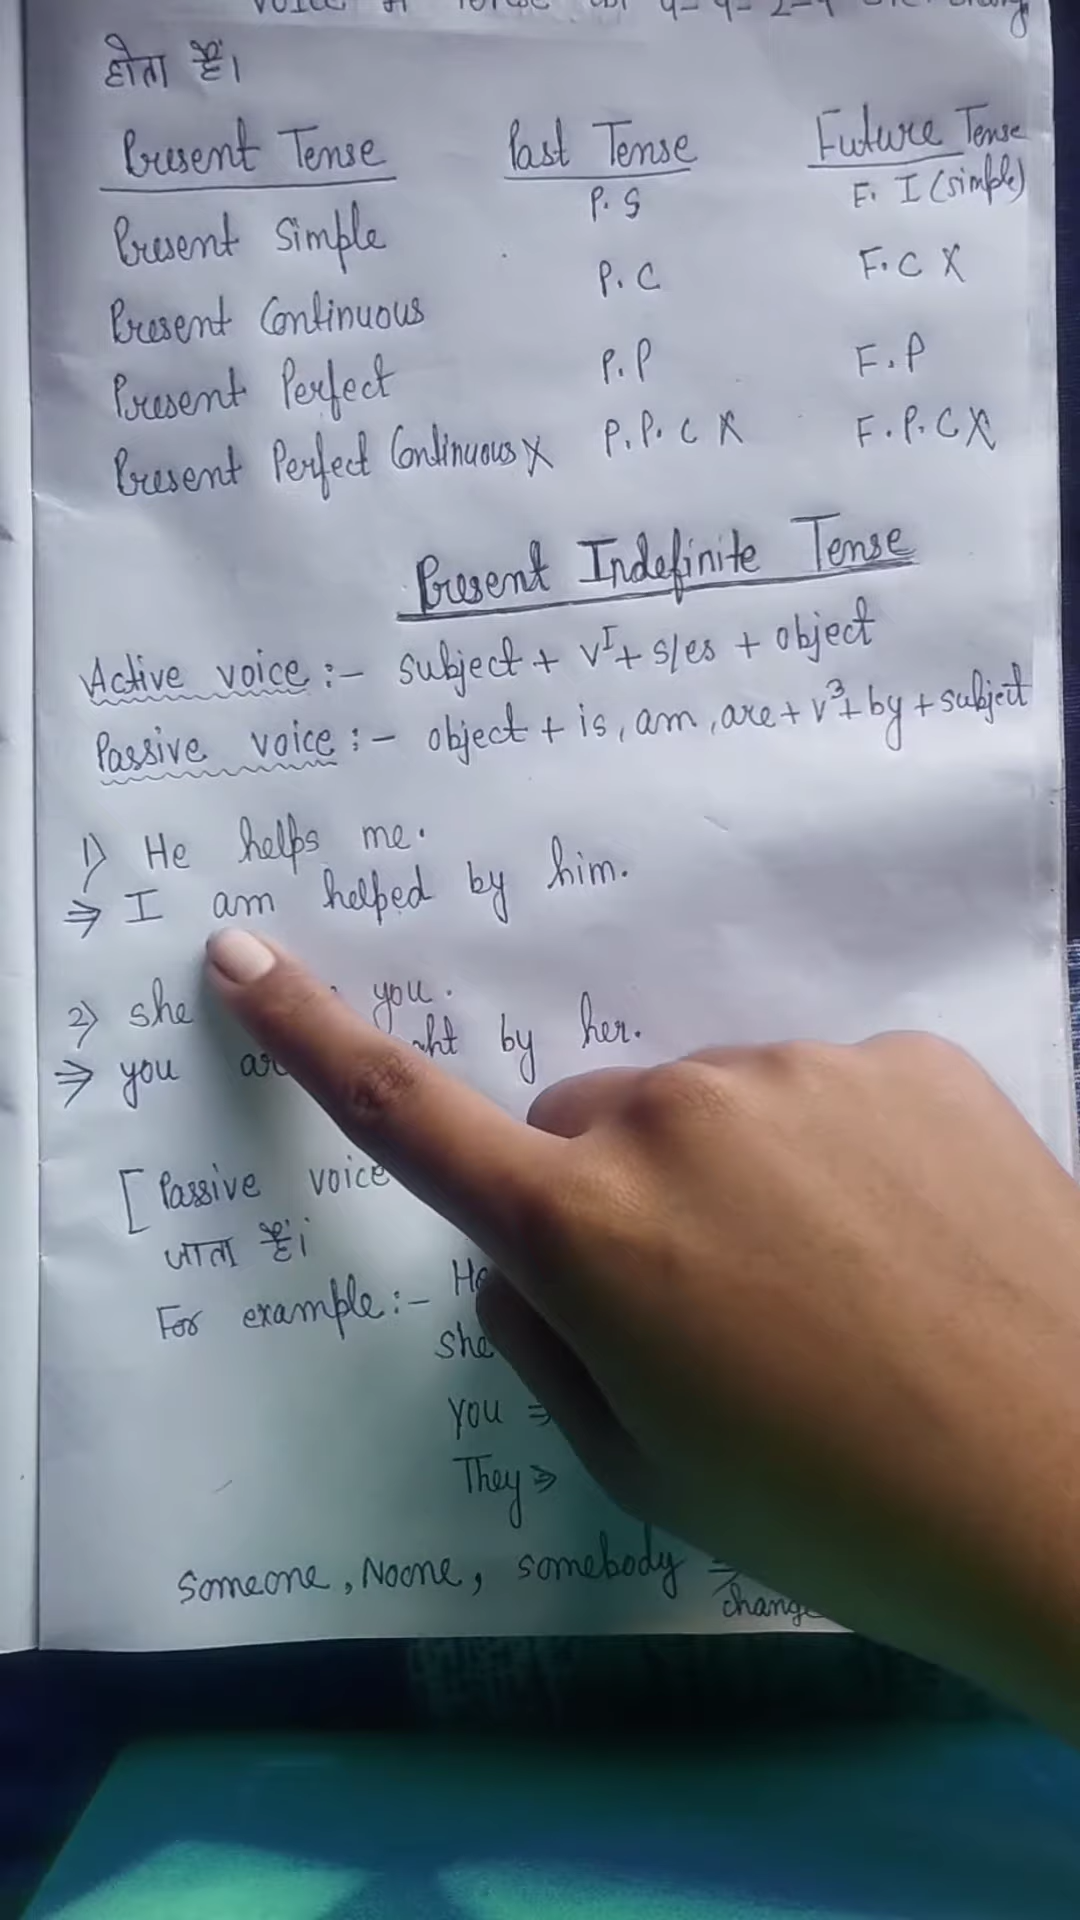 होता है।
Present Tense Past Tense Future Tense
Present Simple P. S F. I (simple)
Present Continuous P. C F. C X
Present Perfect P. P F. P
Present Perfect Continuous X P. P. C X F. P. C X
Present Indefinite Tense
Active voice :- subject + v^I + s/es + object
Passive voice :- object + is, am, are + v^3 + by + subject
1) He helps me.
⇒ I am helped by him.
2) she you.
⇒ you by her.
[ Passive voice
जाता है।
For example :- He
she
you ⇒
They ⇒
Someone, Noone, somebody ⇒
change